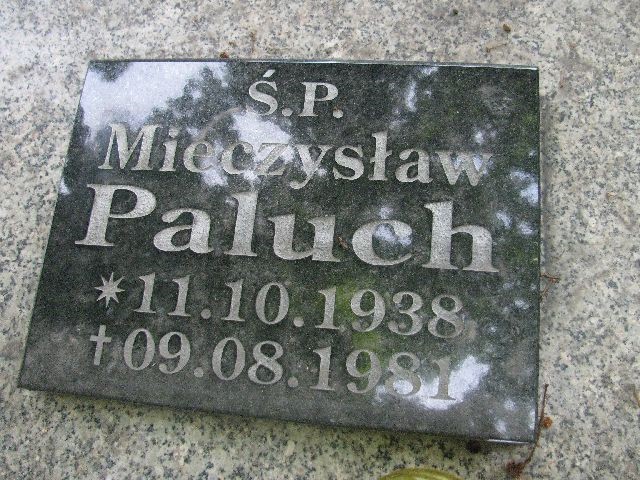 Ś.P.
Mieczysław
Paluch
* 11.10.1938
† 09.08.1981